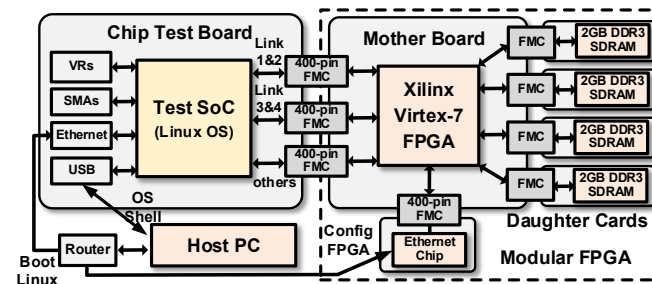 Chip Test Board
VRs
SMAs
Ethernet
USB
Test SoC
(Linux OS)
Link
1&2
Link
3&4
others
400-pin
FMC
400-pin
FMC
400-pin
FMC
Mother Board
Xilinx
Virtex-7
FPGA
FMC
2GB DDR3
SDRAM
FMC
2GB DDR3
SDRAM
FMC
2GB DDR3
SDRAM
FMC
2GB DDR3
SDRAM
400-pin
FMC
Daughter Cards
OS
Shell
Router
Host PC
Config
FPGA
Ethernet
Chip
Modular FPGA
Boot
Linux